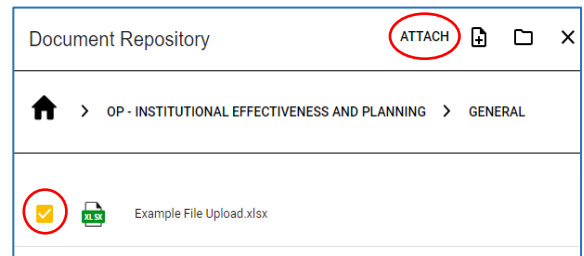 Document Repository ATTACH
OP - INSTITUTIONAL EFFECTIVENESS AND PLANNING > GENERAL
XLSX Example File Upload.xlsx